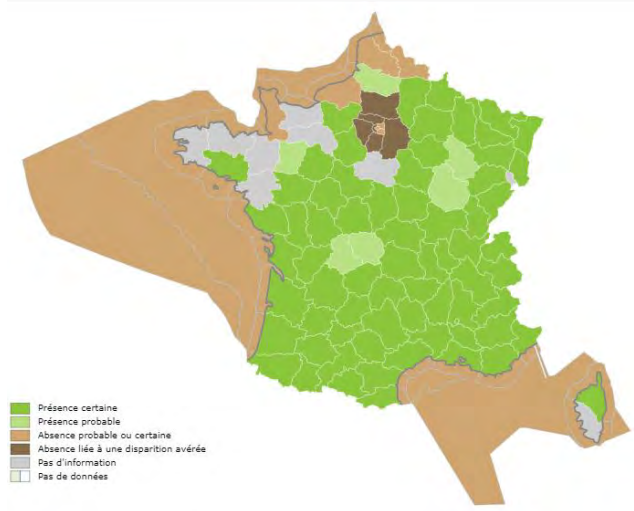 Présence certaine
Présence probable
Absence probable ou certaine
Absence liée à une disparition avérée
Pas d'information
Pas de données